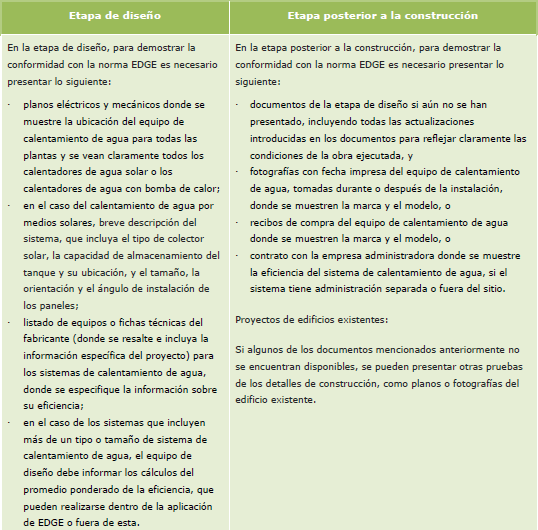 Etapa de diseño
En la etapa de diseño, para demostrar la
conformidad con la norma EDGE es necesario
presentar lo siguiente:
· planos eléctricos y mecánicos donde se
muestre la ubicación del equipo de
calentamiento de agua para todas las
plantas y se vean claramente todos los
calentadores de agua solar o los
calentadores de agua con bomba de calor;
· en el caso del calentamiento de agua por
medios solares, breve descripción del
sistema, que incluya el tipo de colector
solar, la capacidad de almacenamiento del
tanque y su ubicación, y el tamaño, la
orientación y el ángulo de instalación de
los paneles;
· listado de equipos o fichas técnicas del
fabricante (donde se resalte e incluya la
información específica del proyecto) para
los sistemas de calentamiento de agua,
donde se especifique la información sobre
su eficiencia;
· en el caso de los sistemas que incluyen
más de un tipo o tamaño de sistema de
calentamiento de agua, el equipo de
diseño debe informar los cálculos del
promedio ponderado de la eficiencia, que
pueden realizarse dentro de la aplicación
de EDGE o fuera de esta.
Etapa posterior a la construcción
En la etapa posterior a la construcción, para demostrar la
conformidad con la norma EDGE es necesario presentar lo
siguiente:
· documentos de la etapa de diseño si aún no se han
presentado, incluyendo todas las actualizaciones
introducidas en los documentos para reflejar claramente las
condiciones de la obra ejecutada, y
· fotografías con fecha impresa del equipo de calentamiento
de agua, tomadas durante o después de la instalación,
donde se muestren la marca y el modelo, o
· recibos de compra del equipo de calentamiento de agua
donde se muestren la marca y el modelo, o
· contrato con la empresa administradora donde se muestre
la eficiencia del sistema de calentamiento de agua, si el
sistema tiene administración separada o fuera del sitio.
Proyectos de edificios existentes:
Si algunos de los documentos mencionados anteriormente no
se encuentran disponibles, se pueden presentar otras pruebas
de los detalles de construcción, como planos o fotografías del
edificio existente.